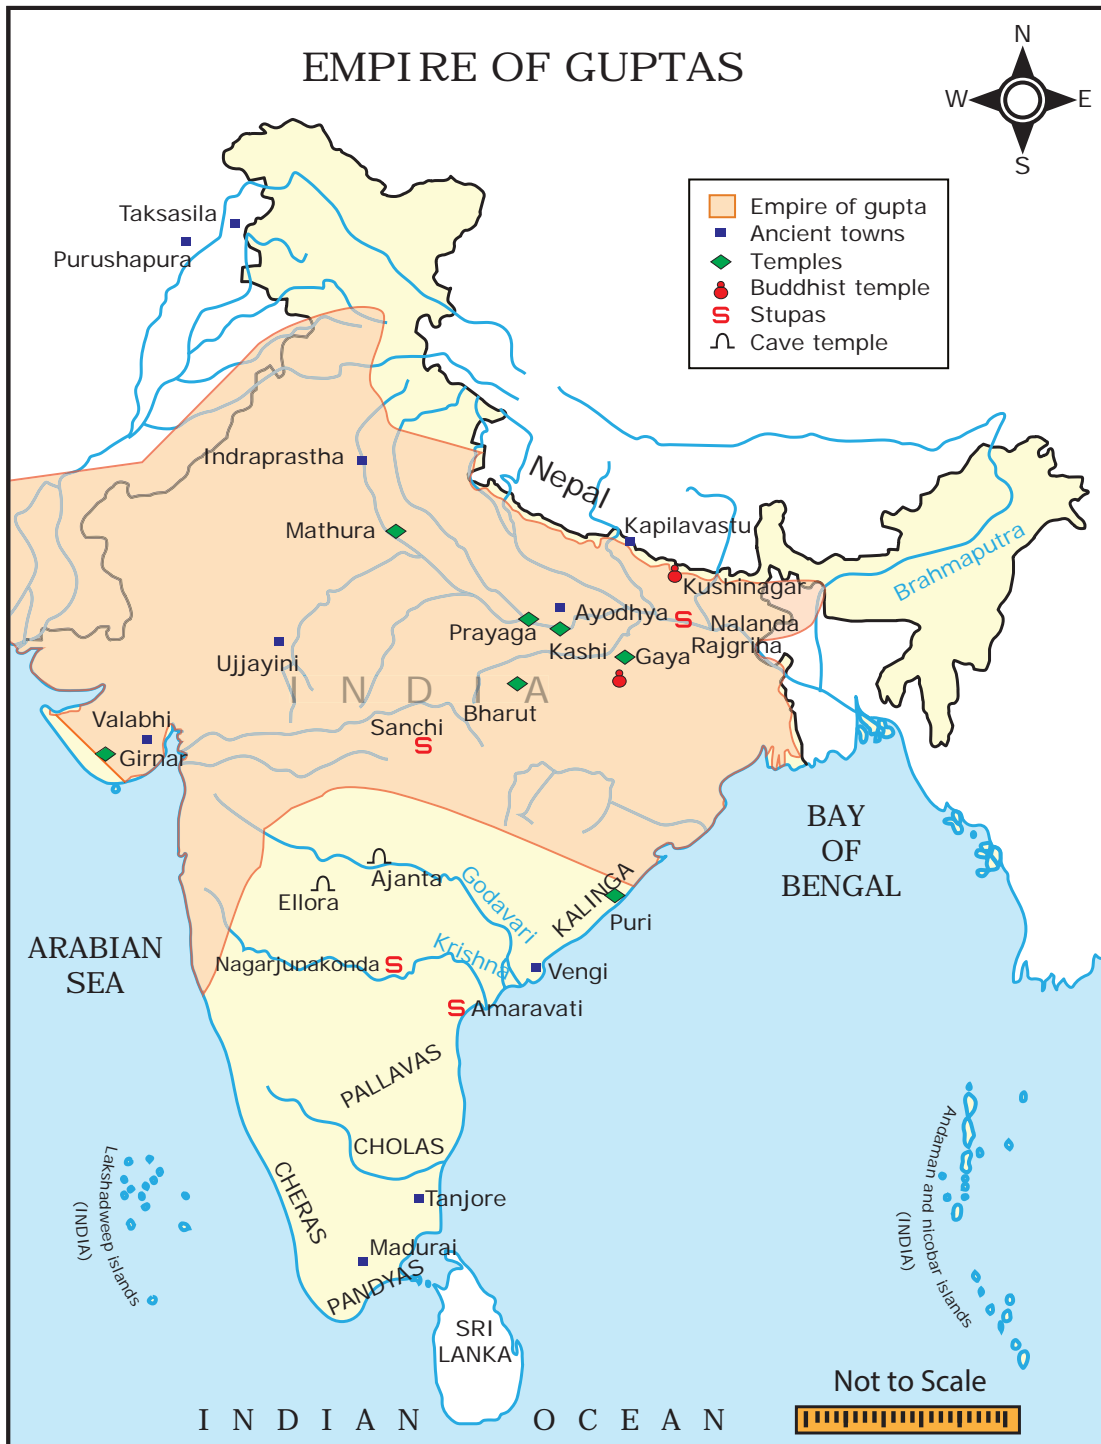 EMPIRE OF GUPTAS
N
W E
S
Empire of gupta
Ancient towns
Temples
Buddhist temple
Stupas
Cave temple
Taksasila
Purushapura
Indraprastha
Nepal
Mathura
Kapilavastu
Brahmaputra
Kushinagar
Ayodhya
Nalanda
Prayaga
Rajgriha
Kashi
Gaya
Ujjayini
INDIA
Bharut
Valabhi
Sanchi
Girnar
BAY
OF
BENGAL
Ajanta
Godavari
KALINGA
Ellora
Puri
ARABIAN
SEA
Krishna
Nagarjunakonda
Vengi
Amaravati
PALLAVAS
CHOLAS
CHERAS
Tanjore
Madurai
PANDYAS
Lakshadweep islands
(INDIA)
Andaman and nicobar islands
(INDIA)
SRI
LANKA
Not to Scale
INDIAN OCEAN